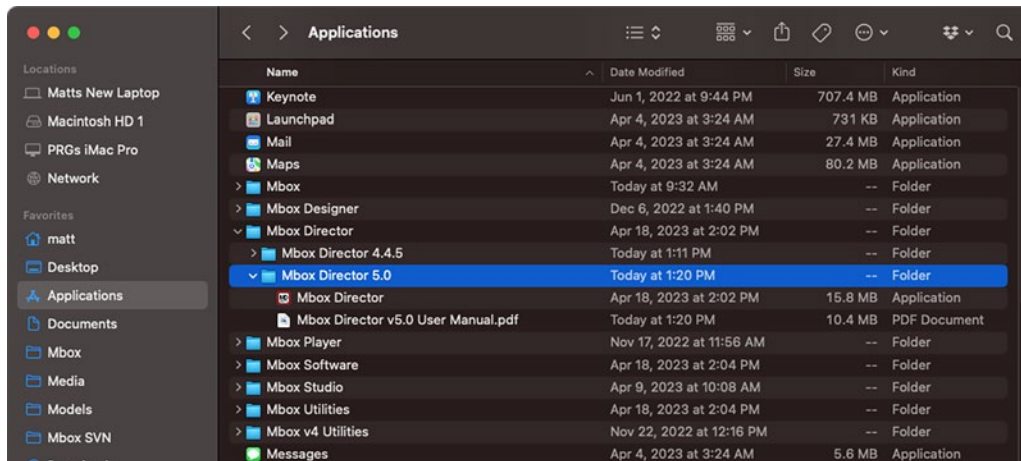 Applications
Locations
Matts New Laptop
Macintosh HD 1
PRGs iMac Pro
Network
Favorites
matt
Desktop
Applications
Documents
Mbox
Media
Models
Mbox SVN
Name Date Modified Size Kind
Keynote Jun 1, 2022 at 9:44 PM 707.4 MB Application
Launchpad Apr 4, 2023 at 3:24 AM 731 KB Application
Mail Apr 4, 2023 at 3:24 AM 27.4 MB Application
Maps Apr 4, 2023 at 3:24 AM 80.2 MB Application
Mbox Today at 9:32 AM -- Folder
Mbox Designer Dec 6, 2022 at 1:40 PM -- Folder
Mbox Director Apr 18, 2023 at 2:02 PM -- Folder
Mbox Director 4.4.5 Today at 1:11 PM -- Folder
Mbox Director 5.0 Today at 1:20 PM -- Folder
Mbox Director Apr 18, 2023 at 2:02 PM 15.8 MB Application
Mbox Director v5.0 User Manual.pdf Today at 1:20 PM 10.4 MB PDF Document
Mbox Player Nov 17, 2022 at 11:56 AM -- Folder
Mbox Software Apr 18, 2023 at 2:04 PM -- Folder
Mbox Studio Apr 9, 2023 at 10:08 AM -- Folder
Mbox Utilities Apr 18, 2023 at 2:04 PM -- Folder
Mbox v4 Utilities Nov 22, 2022 at 12:16 PM -- Folder
Messages Apr 4, 2023 at 3:24 AM 5.6 MB Application